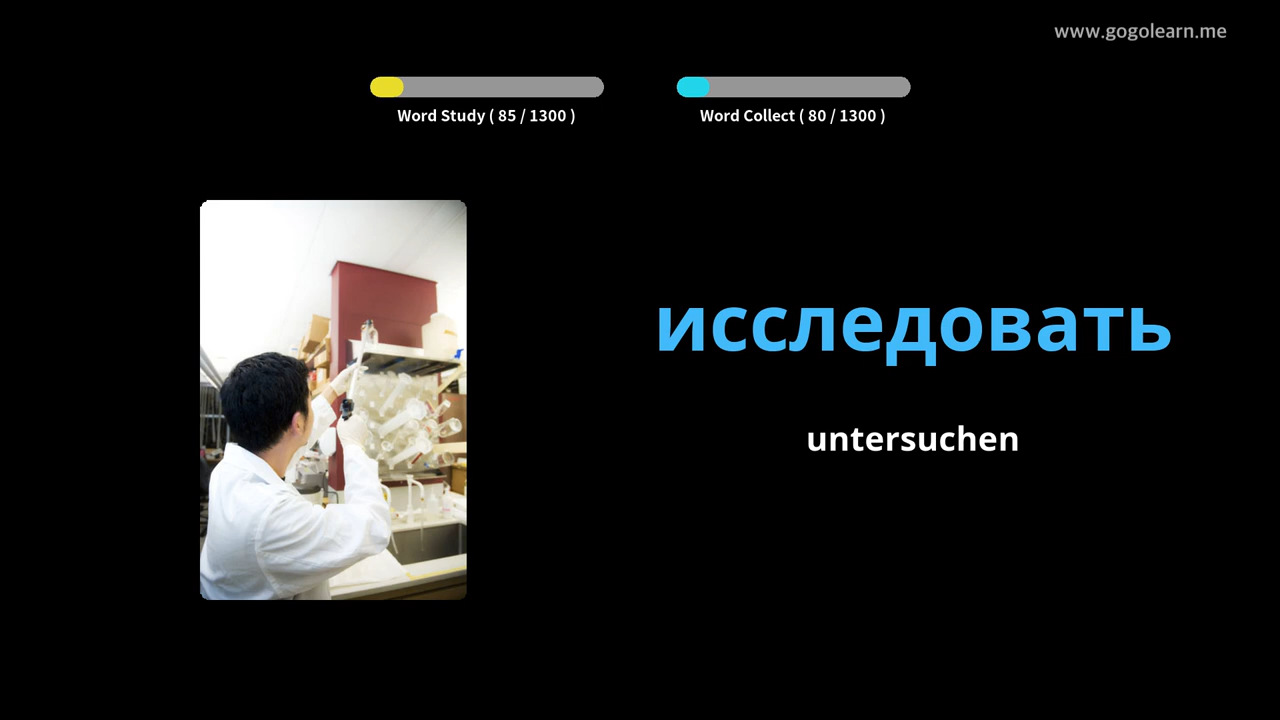 www.gogolearn.me
Word Study ( 85 / 1300 )
Word Collect ( 80 / 1300 )
исследовать
untersuchen